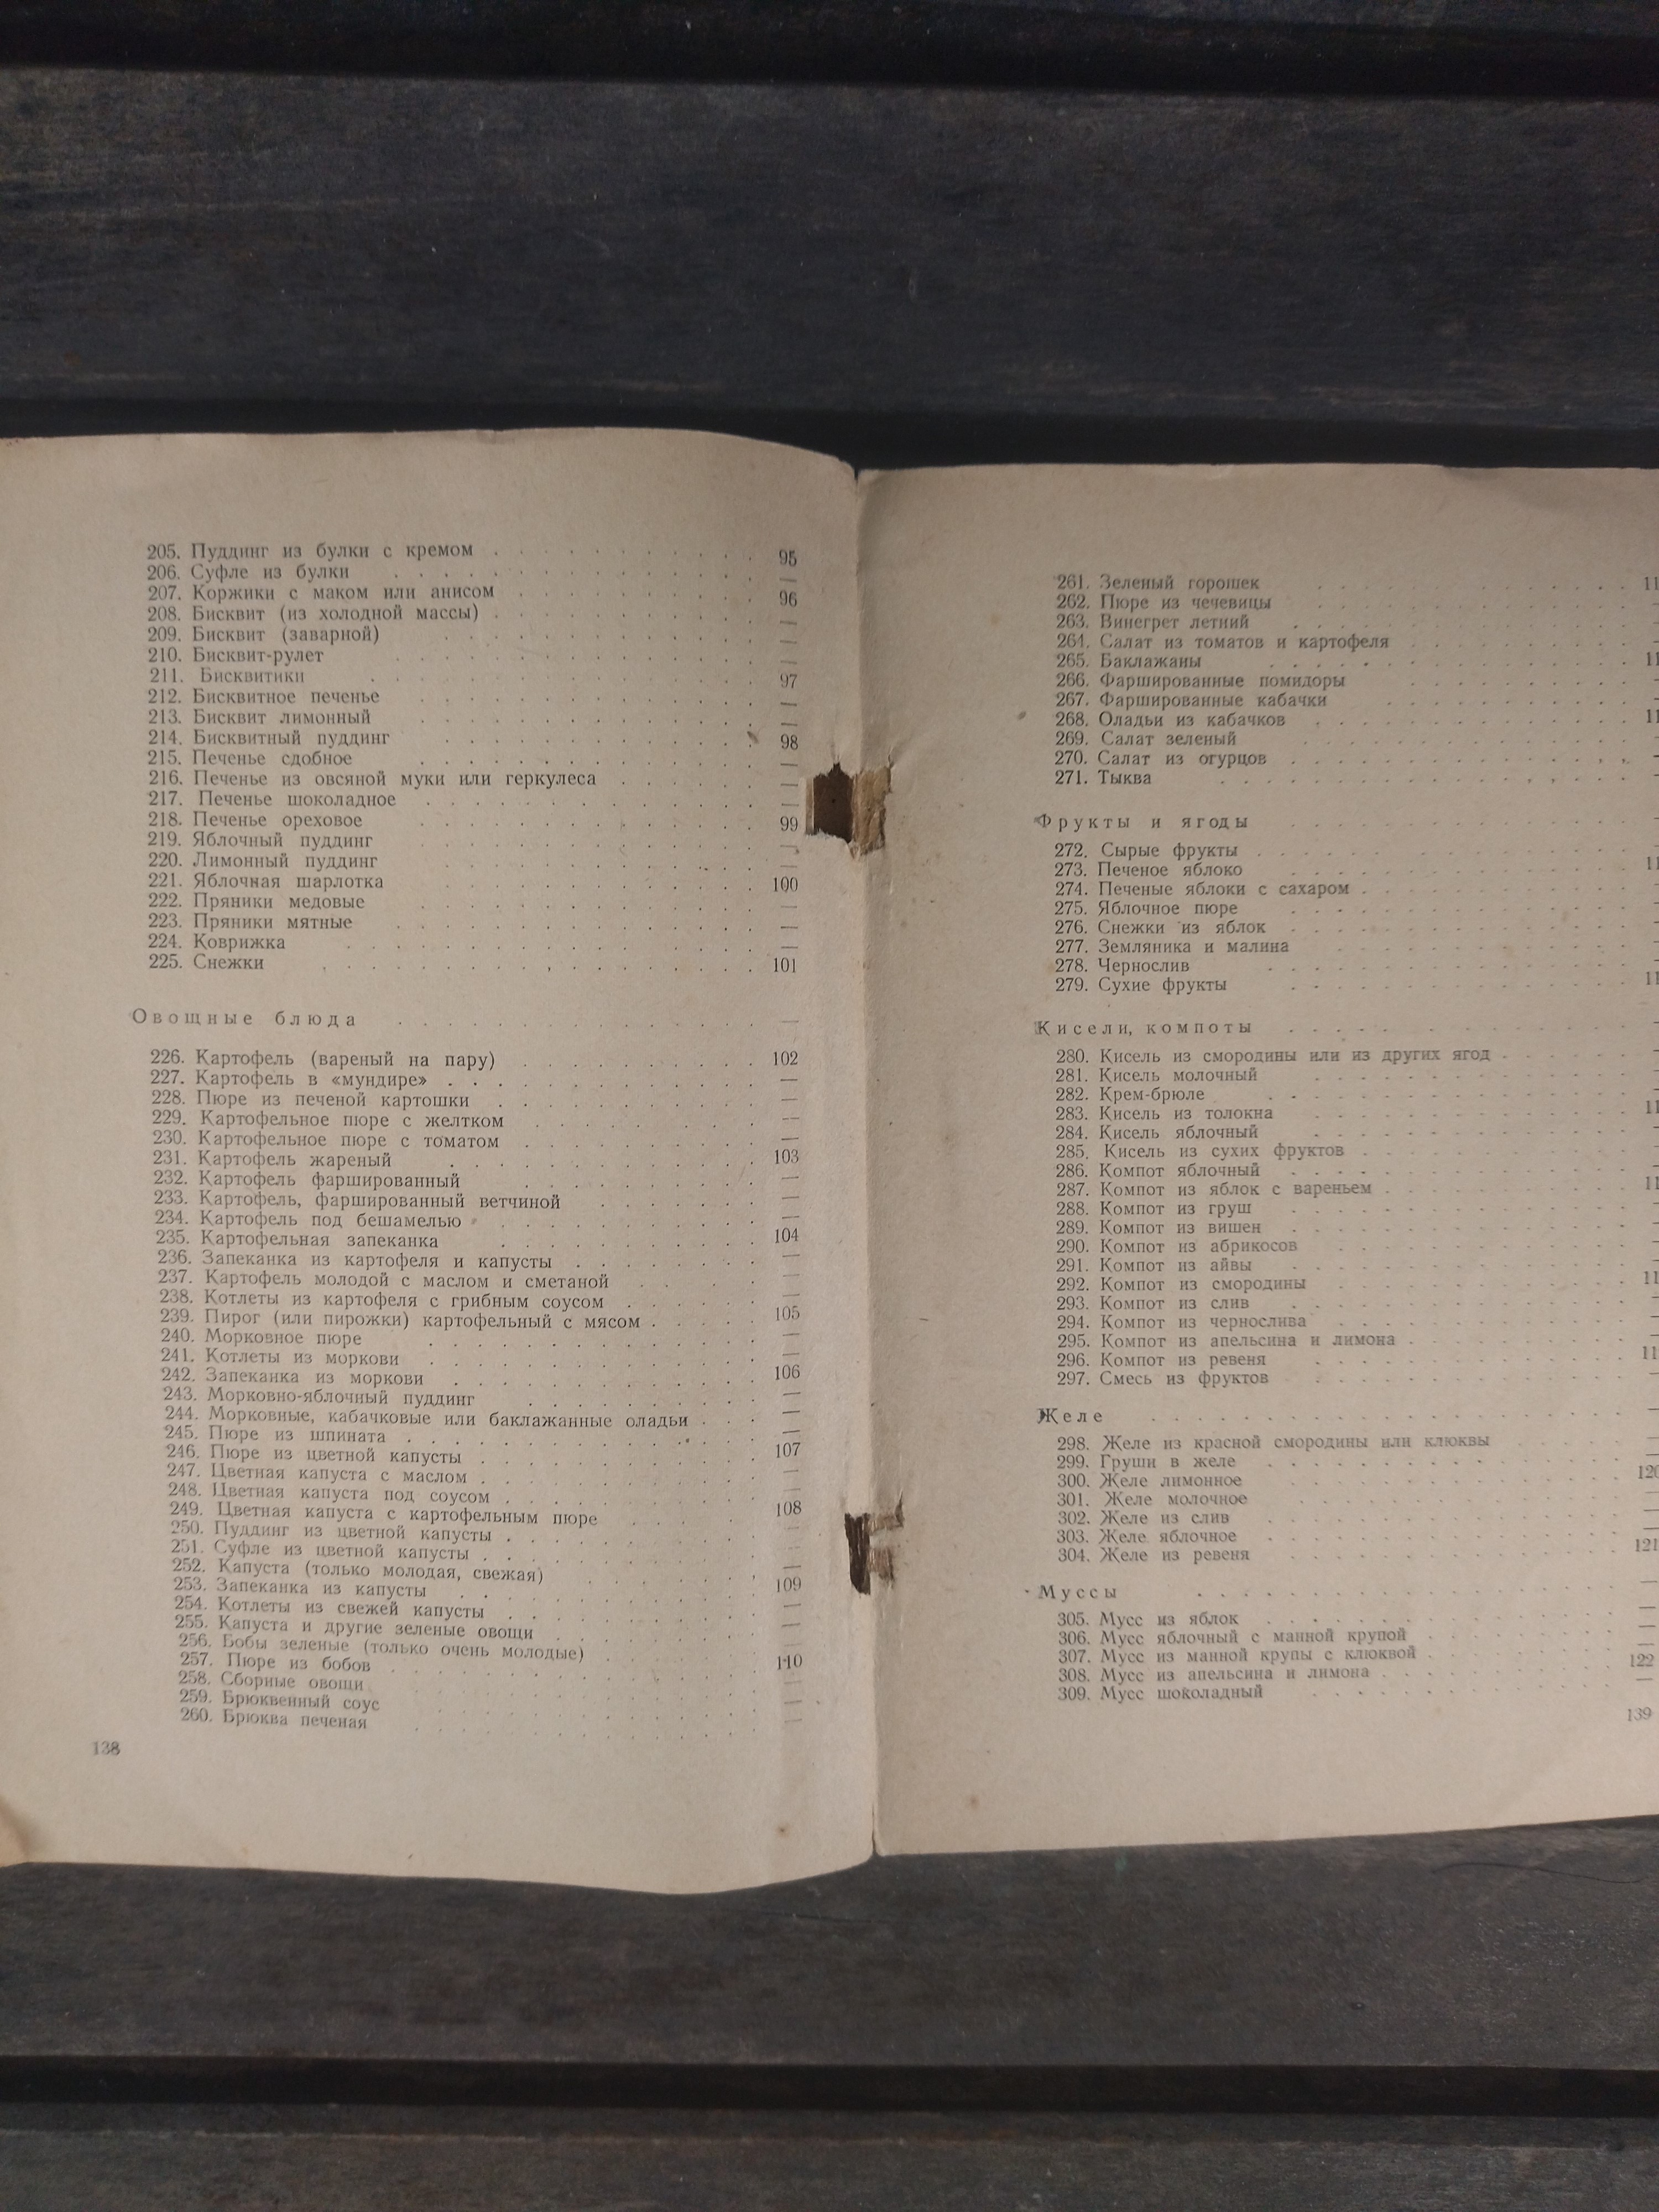 205. Пуддинг из булки с кремом . . . . . . . . . . 95
206. Суфле из булки . . . . . . . . . . —
207. Коржики с маком или анисом . . . . . . . . . 96
208. Бисквит (из холодной массы) . . . . . . . . . —
209. Бисквит (заварной) . . . . . . . . . —
210. Бисквит-рулет . . . . . . . . . —
211. Бисквитики . . . . . . . . . 97
212. Бисквитное печенье . . . . . . . . . —
213. Бисквит лимонный . . . . . . . . . —
214. Бисквитный пуддинг . . . . . . . . . 98
215. Печенье сдобное . . . . . . . . . —
216. Печенье из овсяной муки или геркулеса . . . . . . —
217. Печенье шоколадное . . . . . . . . . —
218. Печенье ореховое . . . . . . . . . 99
219. Яблочный пуддинг . . . . . . . . . —
220. Лимонный пуддинг . . . . . . . . . —
221. Яблочная шарлотка . . . . . . . . . 100
222. Пряники медовые . . . . . . . . . —
223. Пряники мятные . . . . . . . . . —
224. Коврижка . . . . . . . . . —
225. Снежки . . . . . . . . . 101
Овощные блюда . . . . . . . . . —
226. Картофель (вареный на пару) . . . . . . . . . 102
227. Картофель в «мундире» . . . . . . . . . —
228. Пюре из печеной картошки . . . . . . . . . —
229. Картофельное пюре с желтком . . . . . . . . . —
230. Картофельное пюре с томатом . . . . . . . . . —
231. Картофель жареный . . . . . . . . . 103
232. Картофель фаршированный . . . . . . . . . —
233. Картофель, фаршированный ветчиной . . . . . . . —
234. Картофель под бешамелью . . . . . . . . . —
235. Картофельная запеканка . . . . . . . . . 104
236. Запеканка из картофеля и капусты . . . . . . . —
237. Картофель молодой с маслом и сметаной . . . . —
238. Котлеты из картофеля с грибным соусом . . . . . —
239. Пирог (или пирожки) картофельный с мясом . . . . . 105
240. Морковное пюре . . . . . . . . . —
241. Котлеты из моркови . . . . . . . . . —
242. Запеканка из моркови . . . . . . . . . 106
243. Морковно-яблочный пуддинг . . . . . . . . —
244. Морковные, кабачковые или баклажанные оладьи . . . —
245. Пюре из шпината . . . . . . . . . —
246. Пюре из цветной капусты . . . . . . . . . 107
247. Цветная капуста с маслом . . . . . . . . . —
248. Цветная капуста под соусом . . . . . . . . . —
249. Цветная капуста с картофельным пюре . . . . 108
250. Пуддинг из цветной капусты . . . . . . . . . —
251. Суфле из цветной капусты . . . . . . . . . —
252. Капуста (только молодая, свежая) . . . . . . . —
253. Запеканка из капусты . . . . . . . . . 109
254. Котлеты из свежей капусты . . . . . . . . . —
255. Капуста и другие зеленые овощи . . . . . . . —
256. Бобы зеленые (только очень молодые) . . . . . —
257. Пюре из бобов . . . . . . . . . 110
258. Сборные овощи . . . . . . . . . —
259. Брюквенный соус . . . . . . . . . —
260. Брюква печеная . . . . . . . . . —
138
261. Зеленый горошек . . . . . . . . .
262. Пюре из чечевицы . . . . . . . . .
263. Винегрет летний . . . . . . . . .
264. Салат из томатов и картофеля . . . . . . . . .
265. Баклажаны . . . . . . . . .
266. Фаршированные помидоры . . . . . . . . .
267. Фаршированные кабачки . . . . . . . . .
268. Оладьи из кабачков . . . . . . . . .
269. Салат зеленый . . . . . . . . .
270. Салат из огурцов . . . . . . . . .
271. Тыква . . . . . . . . .
Фрукты и ягоды . . . . . . . . .
272. Сырые фрукты . . . . . . . . .
273. Печеное яблоко . . . . . . . . .
274. Печеные яблоки с сахаром . . . . . . . . .
275. Яблочное пюре . . . . . . . . .
276. Снежки из яблок . . . . . . . . .
277. Земляника и малина . . . . . . . . .
278. Чернослив . . . . . . . . .
279. Сухие фрукты . . . . . . . . .
Кисели, компоты . . . . . . . . .
280. Кисель из смородины или из других ягод . . . . . .
281. Кисель молочный . . . . . . . . .
282. Крем-брюле . . . . . . . . .
283. Кисель из толокна . . . . . . . . .
284. Кисель яблочный . . . . . . . . .
285. Кисель из сухих фруктов . . . . . . . . .
286. Компот яблочный . . . . . . . . .
287. Компот из яблок с вареньем . . . . . . . . .
288. Компот из груш . . . . . . . . .
289. Компот из вишен . . . . . . . . .
290. Компот из абрикосов . . . . . . . . .
291. Компот из айвы . . . . . . . . .
292. Компот из смородины . . . . . . . . .
293. Компот из слив . . . . . . . . .
294. Компот из чернослива . . . . . . . . .
295. Компот из апельсина и лимона . . . . . . . . .
296. Компот из ревеня . . . . . . . . .
297. Смесь из фруктов . . . . . . . . .
Желе . . . . . . . . . —
298. Желе из красной смородины или клюквы . . . . . —
299. Груши в желе . . . . . . . . . —
300. Желе лимонное . . . . . . . . . 120
301. Желе молочное . . . . . . . . . —
302. Желе из слив . . . . . . . . . —
303. Желе яблочное . . . . . . . . . —
304. Желе из ревеня . . . . . . . . . 121
Муссы . . . . . . . . . —
305. Мусс из яблок . . . . . . . . . —
306. Мусс яблочный с манной крупой . . . . . . . —
307. Мусс из манной крупы с клюквой . . . . . . . —
308. Мусс из апельсина и лимона . . . . . . . . 122
309. Мусс шоколадный . . . . . . . . . —
139